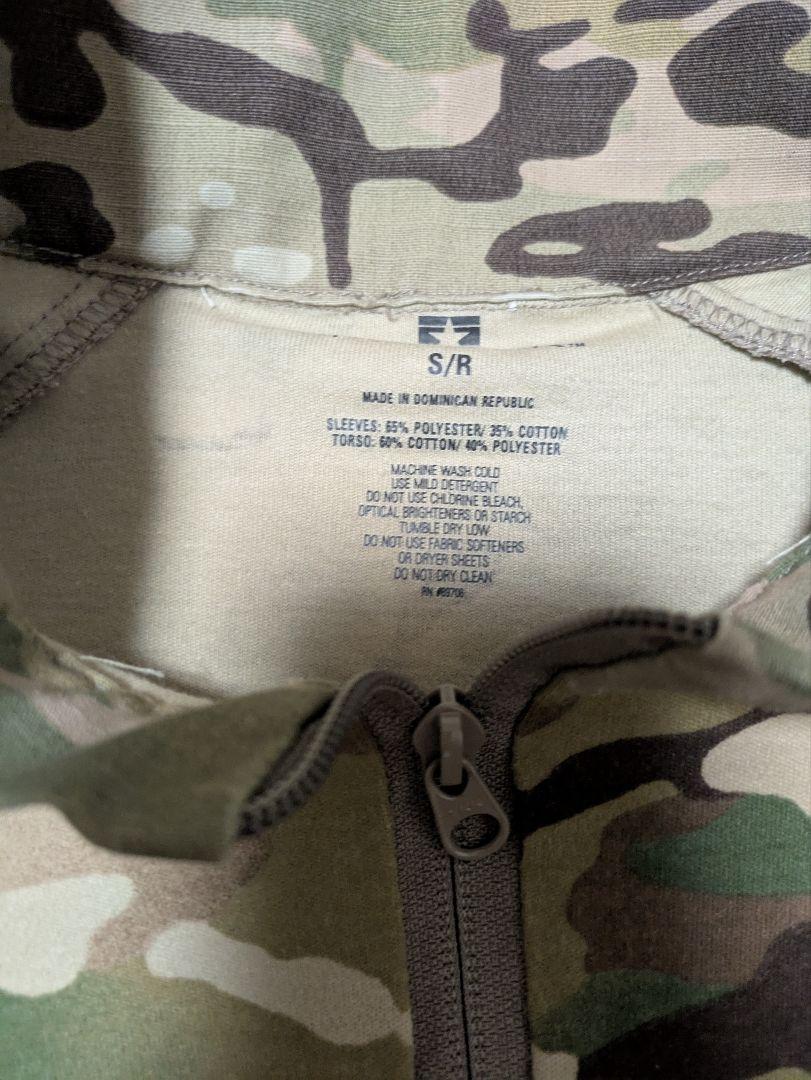 S/R
MADE IN DOMINICAN REPUBLIC
SLEEVES: 65% POLYESTER/ 35% COTTON
TORSO: 60% COTTON/ 40% POLYESTER
MACHINE WASH COLD
USE MILD DETERGENT
DO NOT USE CHLORINE BLEACH,
OPTICAL BRIGHTENERS OR STARCH
TUMBLE DRY LOW
DO NOT USE FABRIC SOFTENERS
OR DRYER SHEETS
DO NOT DRY CLEAN
RN #89706